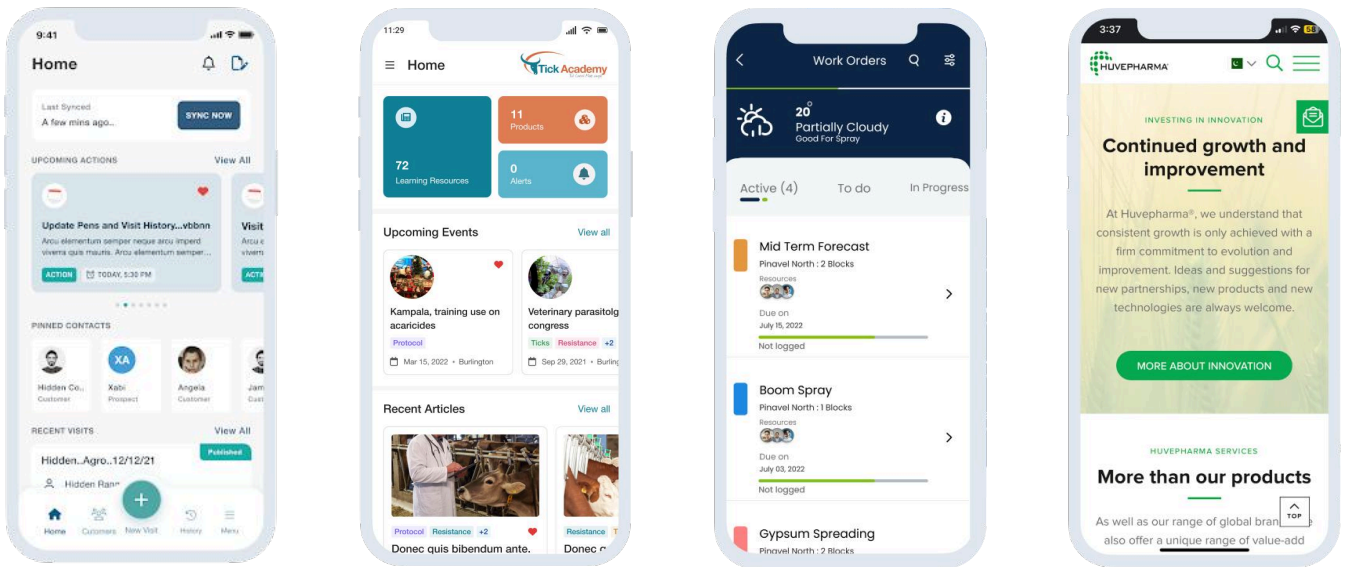 9:41
Home
Last Synced
A few mins ago..
SYNC NOW
UPCOMING ACTIONS
View All
Update Pens and Visit History...vbbnn
Arcu elementum semper neque arcu imperd
viverra quis mauris. Arcu elementum semper...
ACTION
TODAY, 5:30 PM
Visit
Arcu e
viverra
ACTI
PINNED CONTACTS
Hidden Co..
Customer
XA
Xabi
Prospect
Angela
Customer
Jam
Cust
RECENT VISITS
View All
Published
Hidden..Agro..12/12/21
Hidden Rang
+
Home
Cutomers
New Visit
History
Menu
11:29
Home
Tick Academy
72
Learning Resources
11
Products
0
Alerts
Upcoming Events
View all
Kampala, training use on
acaricides
Protocol
Mar 15, 2022 • Burlington
Veterinary parasitolg
congress
Ticks
Resistance
+2
Sep 29, 2021 • Burling
Recent Articles
View all
Protocol
Resistance
+2
Donec quis bibendum ante.
Resistance
T
Donec q
Work Orders
20°
Partially Cloudy
Good For Spray
Active (4)
To do
In Progress
Mid Term Forecast
Pinavel North : 2 Blocks
Resources
Due on
July 15, 2022
Not logged
Boom Spray
Pinavel North : 1 Blocks
Resources
Due on
July 03, 2022
Not logged
Gypsum Spreading
Pinavel North : 2 Blocks
3:37
58
HUVEPHARMA
INVESTING IN INNOVATION
Continued growth and
improvement
At Huvepharma®, we understand that
consistent growth is only achieved with a
firm commitment to evolution and
improvement. Ideas and suggestions for
new partnerships, new products and new
technologies are always welcome.
MORE ABOUT INNOVATION
HUVEPHARMA SERVICES
More than our products
TOP
As well as our range of global bran
also offer a unique range of value-add